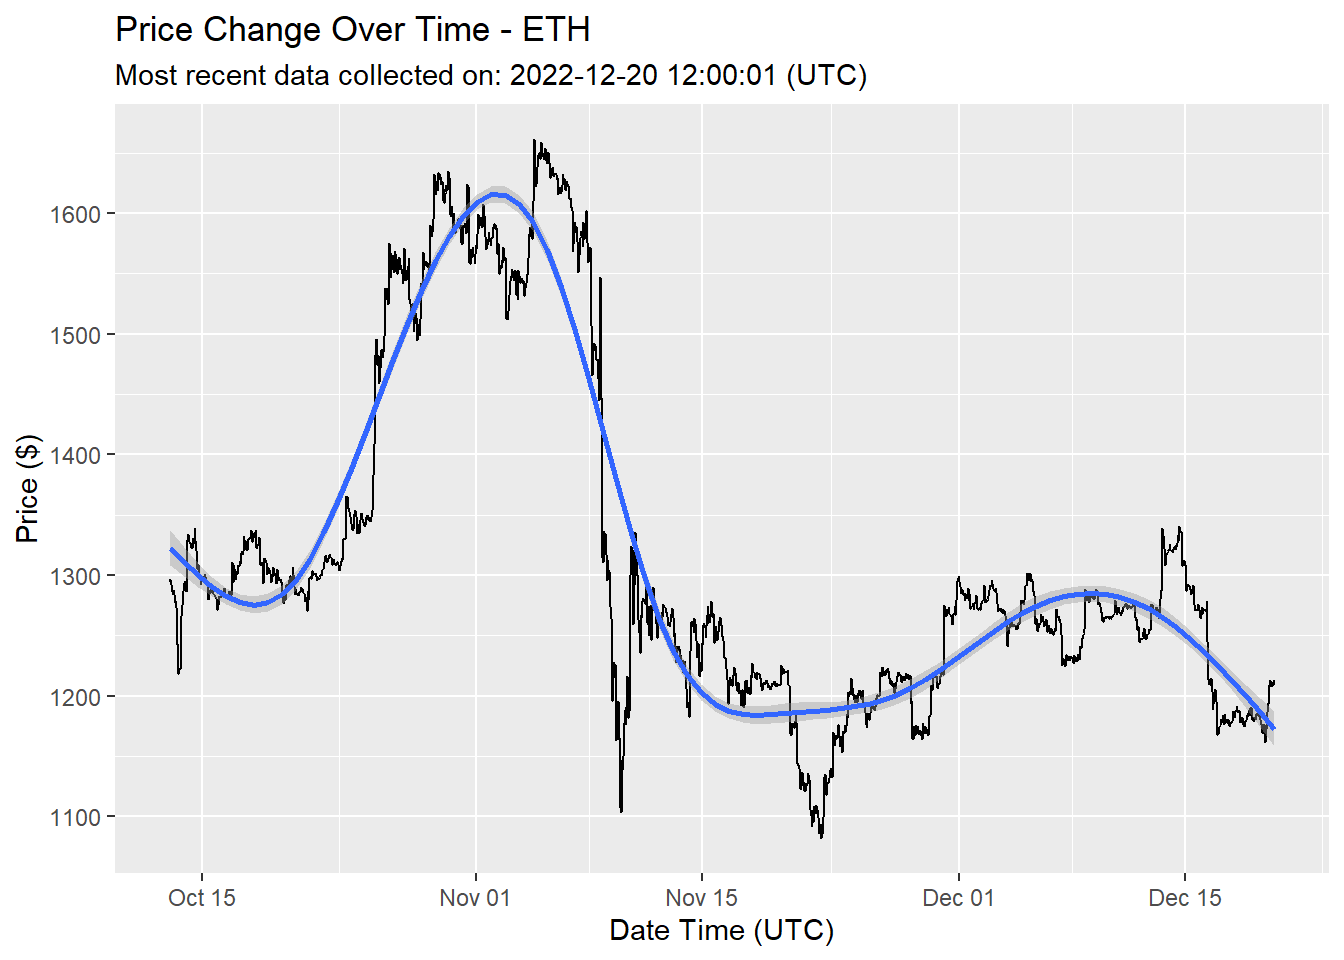 Price Change Over Time - ETH
Most recent data collected on: 2022-12-20 12:00:01 (UTC)
Price ($)
1600
1500
1400
1300
1200
1100
Oct 15
Nov 01
Nov 15
Dec 01
Dec 15
Date Time (UTC)